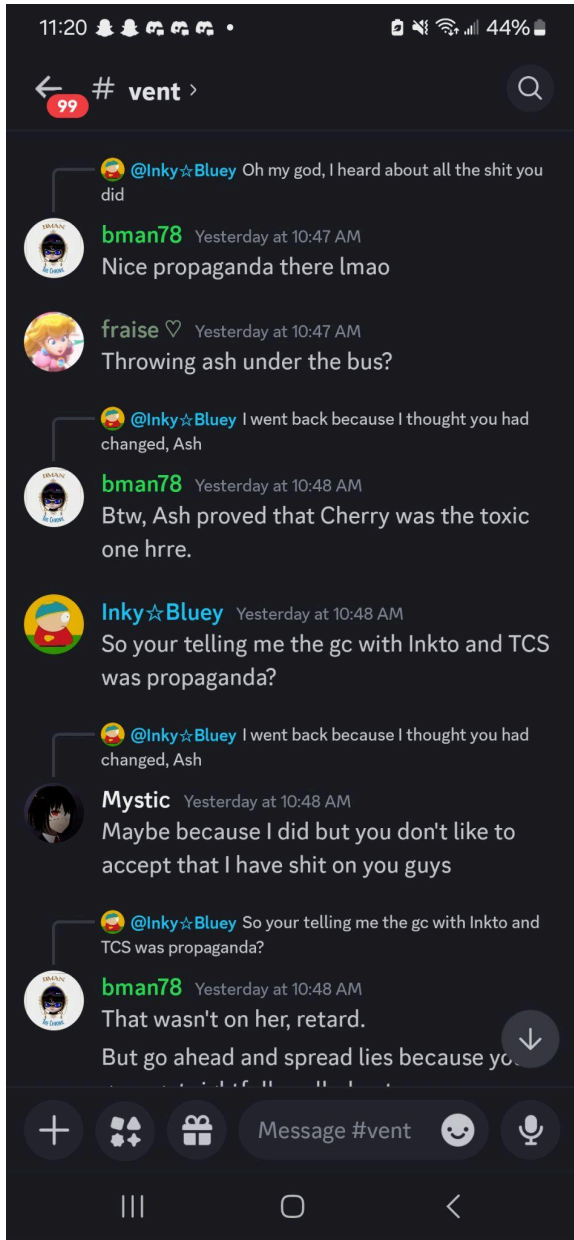 11:20
44%
99
# vent
@Inky☆Bluey Oh my god, I heard about all the shit you
did
bman78 Yesterday at 10:47 AM
Nice propaganda there lmao
fraise ♡ Yesterday at 10:47 AM
Throwing ash under the bus?
@Inky☆Bluey I went back because I thought you had
changed, Ash
bman78 Yesterday at 10:48 AM
Btw, Ash proved that Cherry was the toxic
one hrre.
Inky☆Bluey Yesterday at 10:48 AM
So your telling me the gc with Inkto and TCS
was propaganda?
@Inky☆Bluey I went back because I thought you had
changed, Ash
Mystic Yesterday at 10:48 AM
Maybe because I did but you don't like to
accept that I have shit on you guys
@Inky☆Bluey So your telling me the gc with Inkto and
TCS was propaganda?
bman78 Yesterday at 10:48 AM
That wasn't on her, retard.
But go ahead and spread lies because
Message #vent